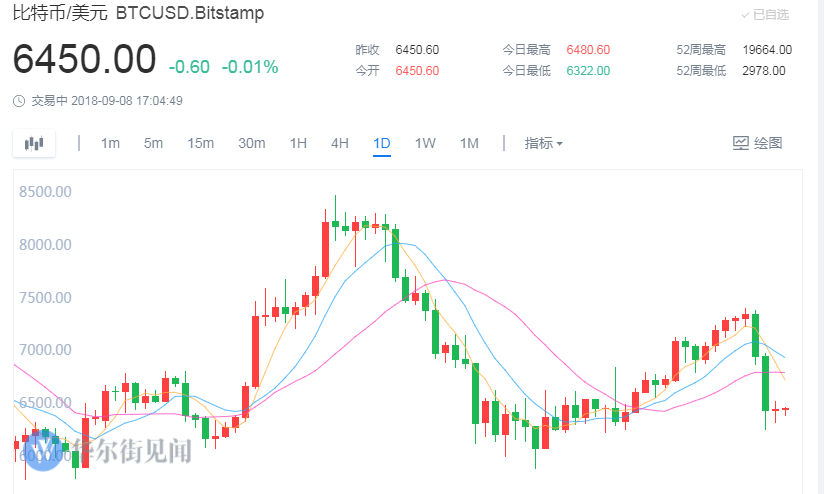 比特币/美元 BTCUSD.Bitstamp ✓已自选
6450.00 -0.60 -0.01%
昨收 6450.60 今日最高 6480.60 52周最高 19664.00
今开 6450.60 今日最低 6322.00 52周最低 2978.00
交易中 2018-09-08 17:04:49
1m 5m 15m 30m 1H 4H 1D 1W 1M 指标 绘图
8500.00
8000.00
7500.00
7000.00
6500.00
6000.00
W 华尔街见闻